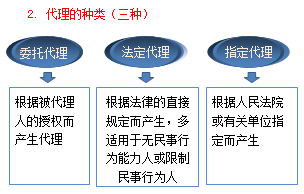 2. 代理的种类（三种）
委托代理
法定代理
指定代理
根据被代理
人的授权而
产生代理
根据法律的直接
规定而产生，多
适用于无民事行
为能力人或限制
民事行为人
根据人民法院
或有关单位指
定而产生